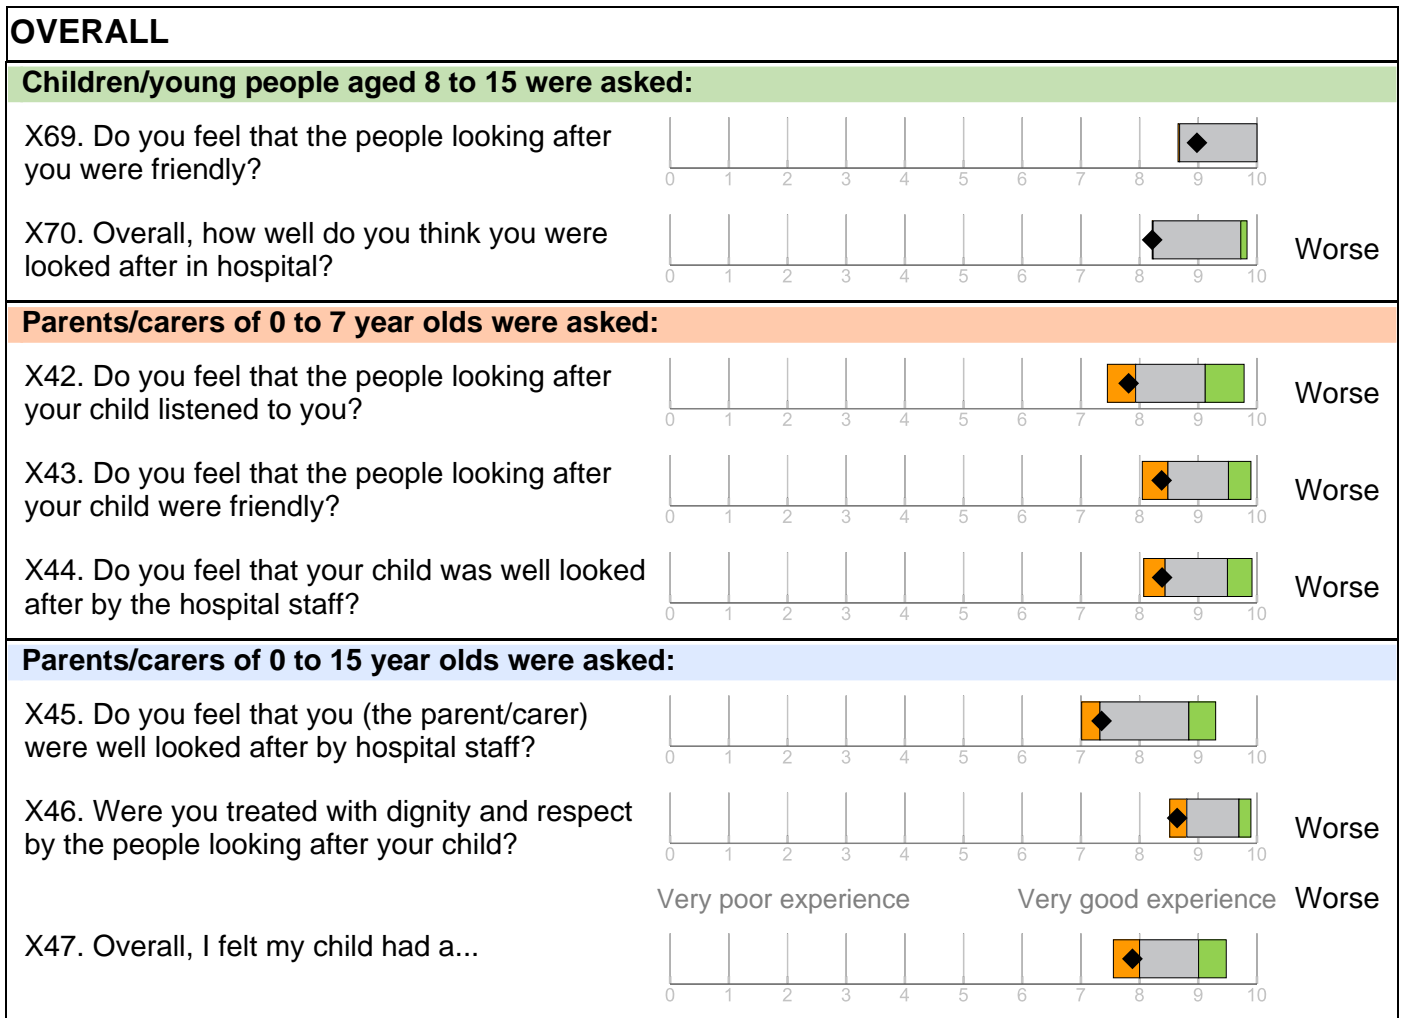 OVERALL
Children/young people aged 8 to 15 were asked:
X69. Do you feel that the people looking after
you were friendly?
0 1 2 3 4 5 6 7 8 9 10
X70. Overall, how well do you think you were
looked after in hospital?
Worse
0 1 2 3 4 5 6 7 8 9 10
Parents/carers of 0 to 7 year olds were asked:
X42. Do you feel that the people looking after
your child listened to you?
Worse
0 1 2 3 4 5 6 7 8 9 10
X43. Do you feel that the people looking after
your child were friendly?
Worse
0 1 2 3 4 5 6 7 8 9 10
X44. Do you feel that your child was well looked
after by the hospital staff?
Worse
0 1 2 3 4 5 6 7 8 9 10
Parents/carers of 0 to 15 year olds were asked:
X45. Do you feel that you (the parent/carer)
were well looked after by hospital staff?
0 1 2 3 4 5 6 7 8 9 10
X46. Were you treated with dignity and respect
by the people looking after your child?
Worse
0 1 2 3 4 5 6 7 8 9 10
Very poor experience Very good experience Worse
X47. Overall, I felt my child had a...
0 1 2 3 4 5 6 7 8 9 10